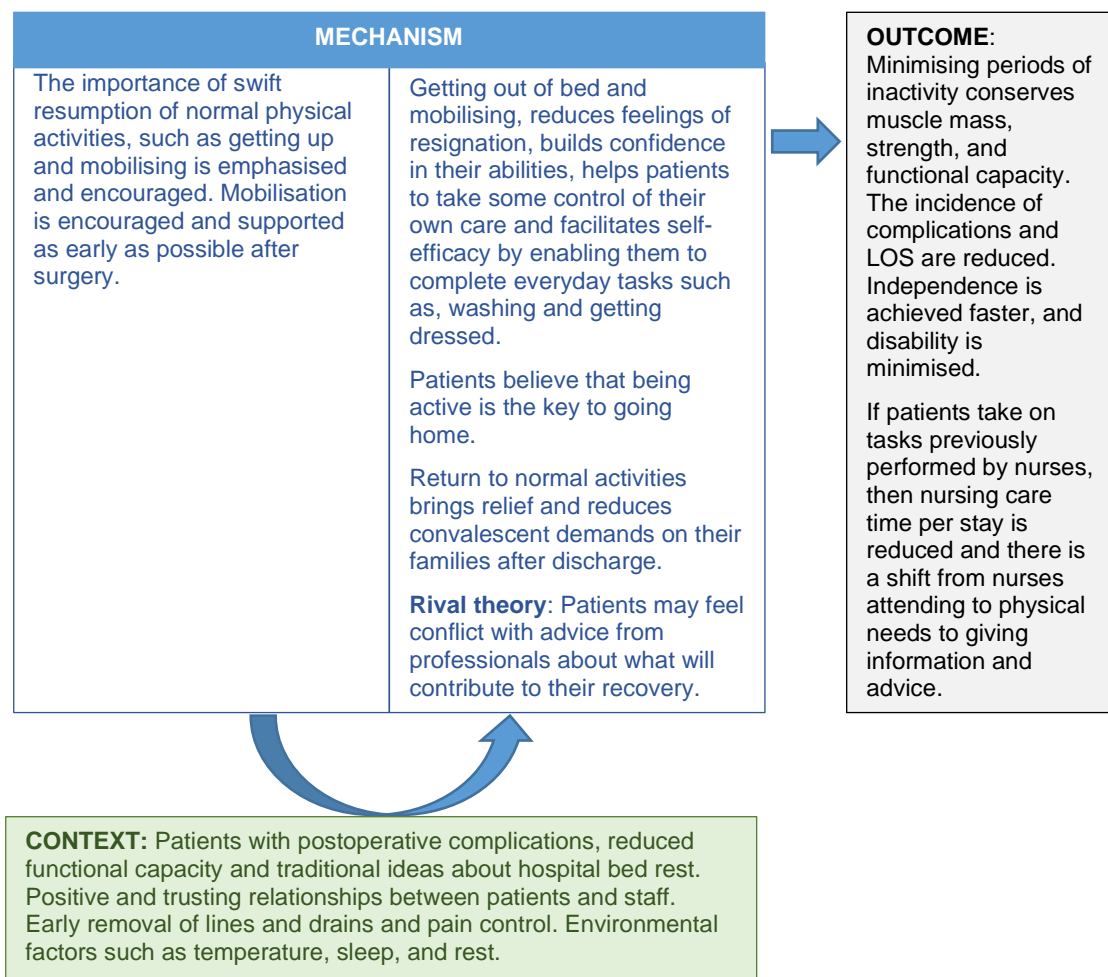 MECHANISM
The importance of swift
resumption of normal physical
activities, such as getting up
and mobilising is emphasised
and encouraged. Mobilisation
is encouraged and supported
as early as possible after
surgery.
Getting out of bed and
mobilising, reduces feelings of
resignation, builds confidence
in their abilities, helps patients
to take some control of their
own care and facilitates self-
efficacy by enabling them to
complete everyday tasks such
as, washing and getting
dressed.
Patients believe that being
active is the key to going
home.
Return to normal activities
brings relief and reduces
convalescent demands on their
families after discharge.
Rival theory: Patients may feel
conflict with advice from
professionals about what will
contribute to their recovery.
OUTCOME:
Minimising periods of
inactivity conserves
muscle mass,
strength, and
functional capacity.
The incidence of
complications and
LOS are reduced.
Independence is
achieved faster, and
disability is
minimised.
If patients take on
tasks previously
performed by nurses,
then nursing care
time per stay is
reduced and there is
a shift from nurses
attending to physical
needs to giving
information and
advice.
CONTEXT: Patients with postoperative complications, reduced
functional capacity and traditional ideas about hospital bed rest.
Positive and trusting relationships between patients and staff.
Early removal of lines and drains and pain control. Environmental
factors such as temperature, sleep, and rest.